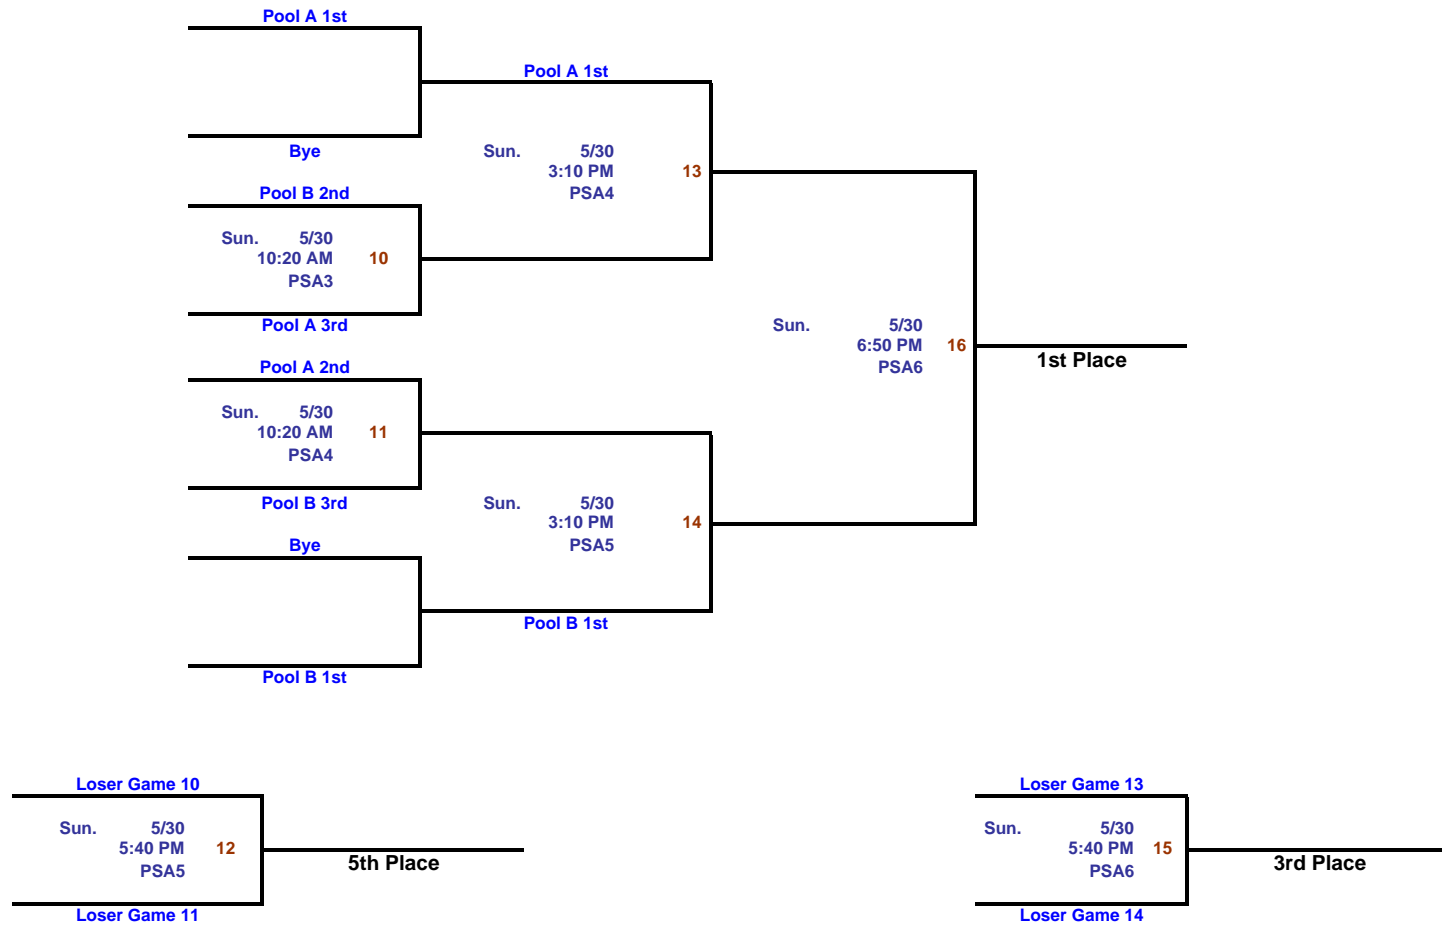 Pool A 1st
Pool A 1st
Bye
Sun. 5/30
3:10 PM 13
PSA4
Pool B 2nd
Sun. 5/30
10:20 AM 10
PSA3
Pool A 3rd
Sun. 5/30
6:50 PM 16
PSA6
1st Place
Pool A 2nd
Sun. 5/30
10:20 AM 11
PSA4
Pool B 3rd
Sun. 5/30
3:10 PM 14
PSA5
Bye
Pool B 1st
Pool B 1st
Loser Game 10
Sun. 5/30
5:40 PM 12
PSA5
5th Place
Loser Game 11
Loser Game 13
Sun. 5/30
5:40 PM 15
PSA6
3rd Place
Loser Game 14